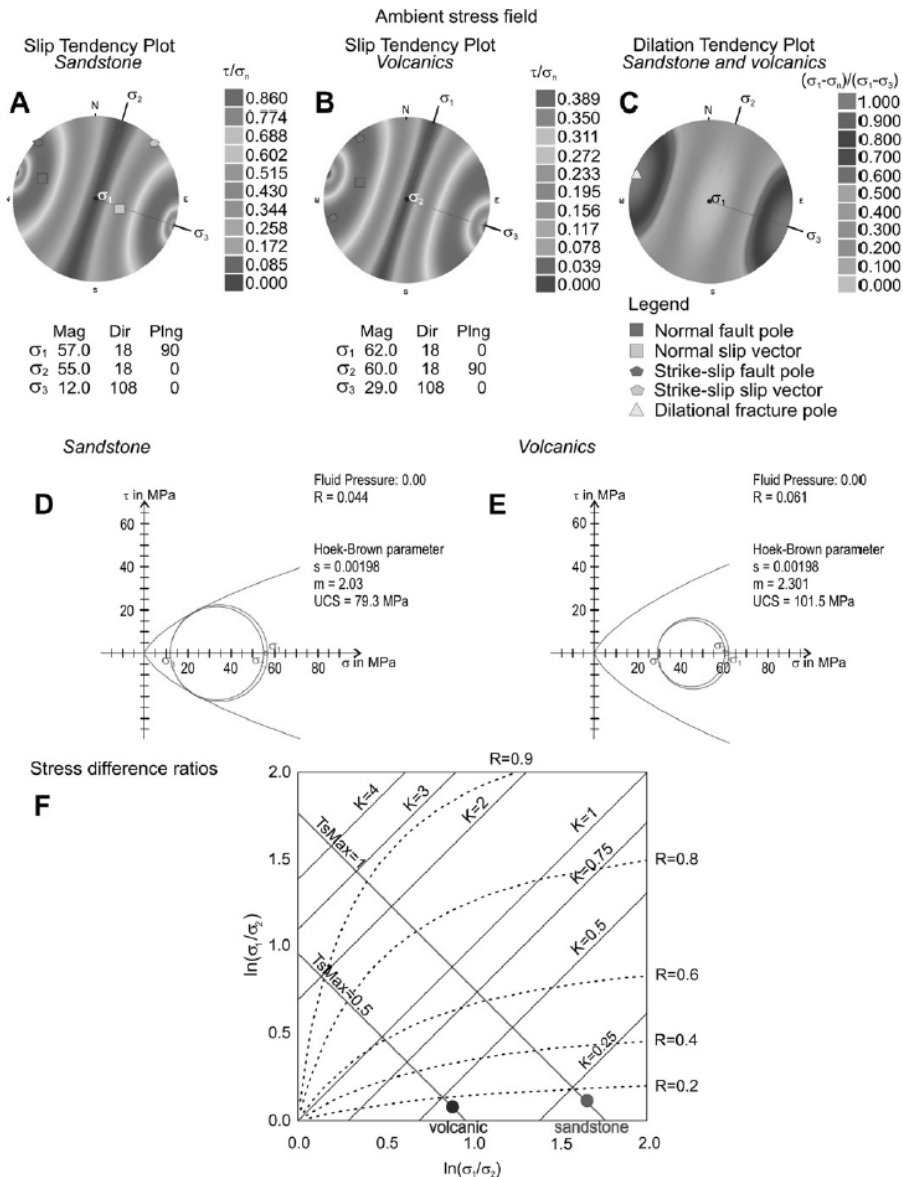 Ambient stress field
Slip Tendency Plot
Sandstone
A
N
σ2
σ1
σ3
E
S
τ/σn
0.860
0.774
0.688
0.602
0.515
0.430
0.344
0.258
0.172
0.085
0.000
Mag Dir Plng
σ1 57.0 18 90
σ2 55.0 18 0
σ3 12.0 108 0
Slip Tendency Plot
Volcanics
B
N
σ1
σ2
σ3
E
S
τ/σn
0.389
0.350
0.311
0.272
0.233
0.195
0.156
0.117
0.078
0.039
0.000
Mag Dir Plng
σ1 62.0 18 0
σ2 60.0 18 90
σ3 29.0 108 0
Dilation Tendency Plot
Sandstone and volcanics
C
N
σ2
σ1
σ3
E
S
(σ1-σn)/(σ1-σ3)
1.000
0.900
0.800
0.700
0.600
0.500
0.400
0.300
0.200
0.100
0.000
Legend
Normal fault pole
Normal slip vector
Strike-slip fault pole
Strike-slip slip vector
Dilational fracture pole
Sandstone
D
τ in MPa
60
40
20
20 40 60 80
σ in MPa
σ1
Fluid Pressure: 0.00
R = 0.044
Hoek-Brown parameter
s = 0.00198
m = 2.03
UCS = 79.3 MPa
Volcanics
E
τ in MPa
60
40
20
20 40 60 80
σ in MPa
σ1
Fluid Pressure: 0.00
R = 0.061
Hoek-Brown parameter
s = 0.00198
m = 2.301
UCS = 101.5 MPa
Stress difference ratios
F
R=0.9
2.0
1.5
1.0
0.5
0.0
ln(σ1/σ2)
K=4
K=3
K=2
K=1
K=0.75
K=0.5
K=0.25
TsMax=1
TsMax=0.5
R=0.8
R=0.6
R=0.4
R=0.2
volcanic
sandstone
0.0 0.5 1.0 1.5 2.0
ln(σ1/σ2)